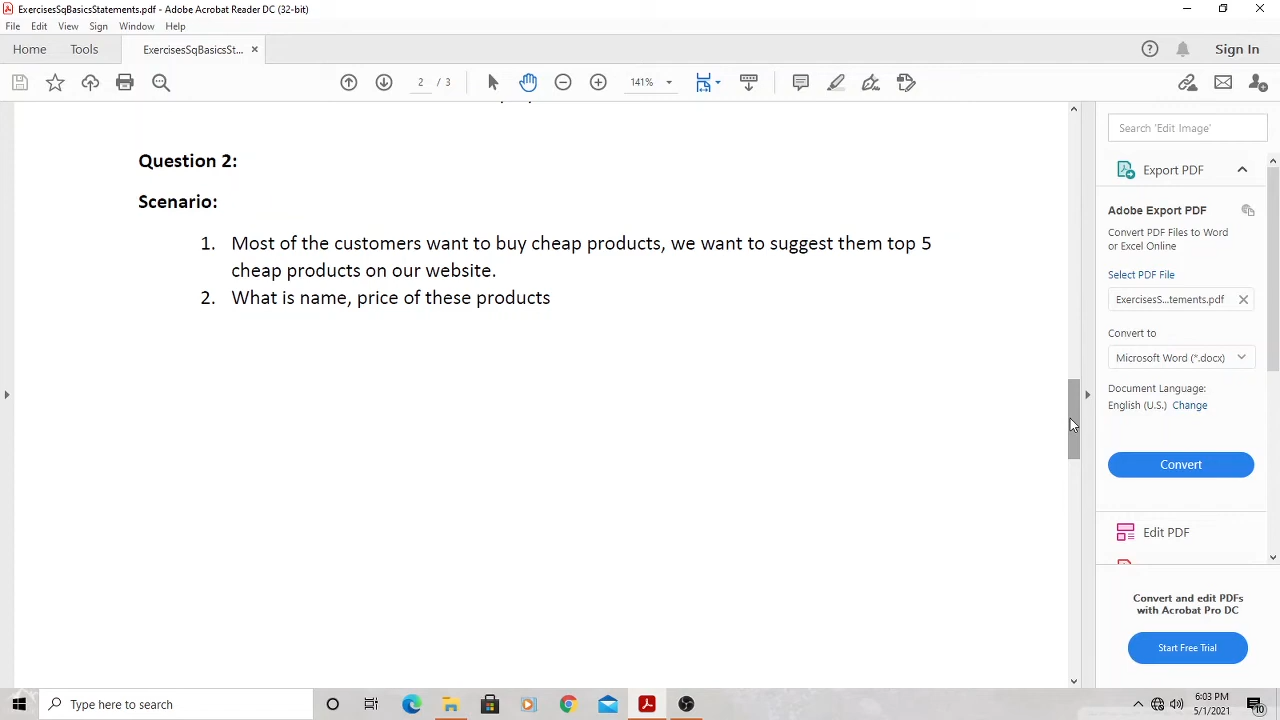 ExercisesSqBasicsStatements.pdf - Adobe Acrobat Reader DC (32-bit)
File Edit View Sign Window Help
Home Tools ExercisesSqBasicsSt... Sign In
2 / 3 141%
Question 2:
Scenario:
1. Most of the customers want to buy cheap products, we want to suggest them top 5
cheap products on our website.
2. What is name, price of these products
Search 'Edit Image'
Export PDF
Adobe Export PDF
Convert PDF Files to Word
or Excel Online
Select PDF File
ExercisesS...tements.pdf
Convert to
Microsoft Word (*.docx)
Document Language:
English (U.S.) Change
Convert
Edit PDF
Convert and edit PDFs
with Acrobat Pro DC
Start Free Trial
Type here to search
6:03 PM
5/1/2021
10